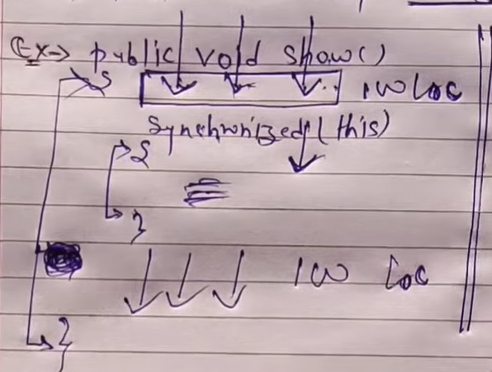 Ex→ public void show()
{ .. 1W Loc
Synchronized (this)
{
}
1W Loc
}